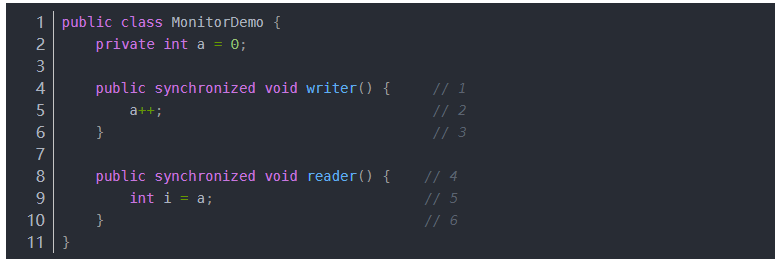 1 public class MonitorDemo {
2     private int a = 0;
3
4     public synchronized void writer() {     // 1
5         a++;                                // 2
6     }                                       // 3
7
8     public synchronized void reader() {    // 4
9         int i = a;                         // 5
10     }                                      // 6
11 }